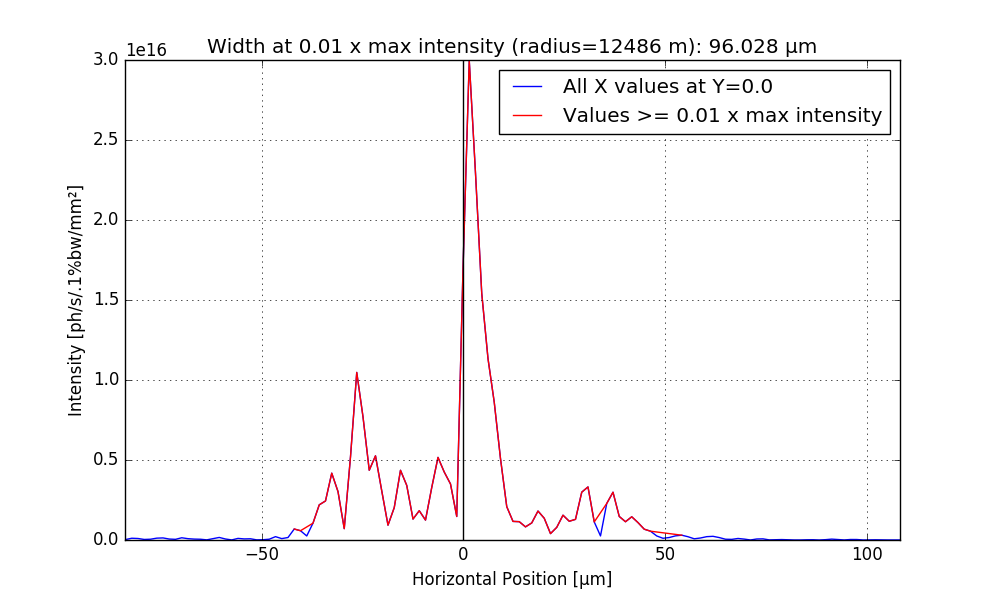 Width at 0.01 x max intensity (radius=12486 m): 96.028 μm
1e16
All X values at Y=0.0
Values >= 0.01 x max intensity
3.0
2.5
2.0
1.5
1.0
0.5
0.0
Intensity [ph/s/.1%bw/mm²]
−50 0 50 100
Horizontal Position [μm]